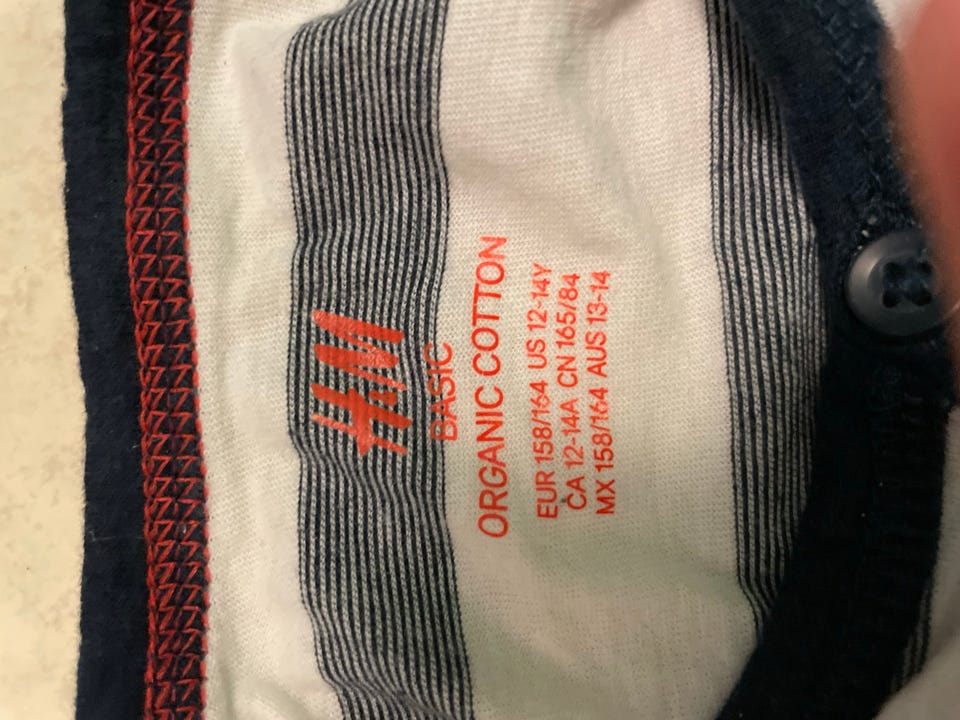 H&M
BASIC
ORGANIC COTTON
EUR 158/164 US 12-14Y
CA 12-14A CN 165/84
MX 158/164 AUS 13-14